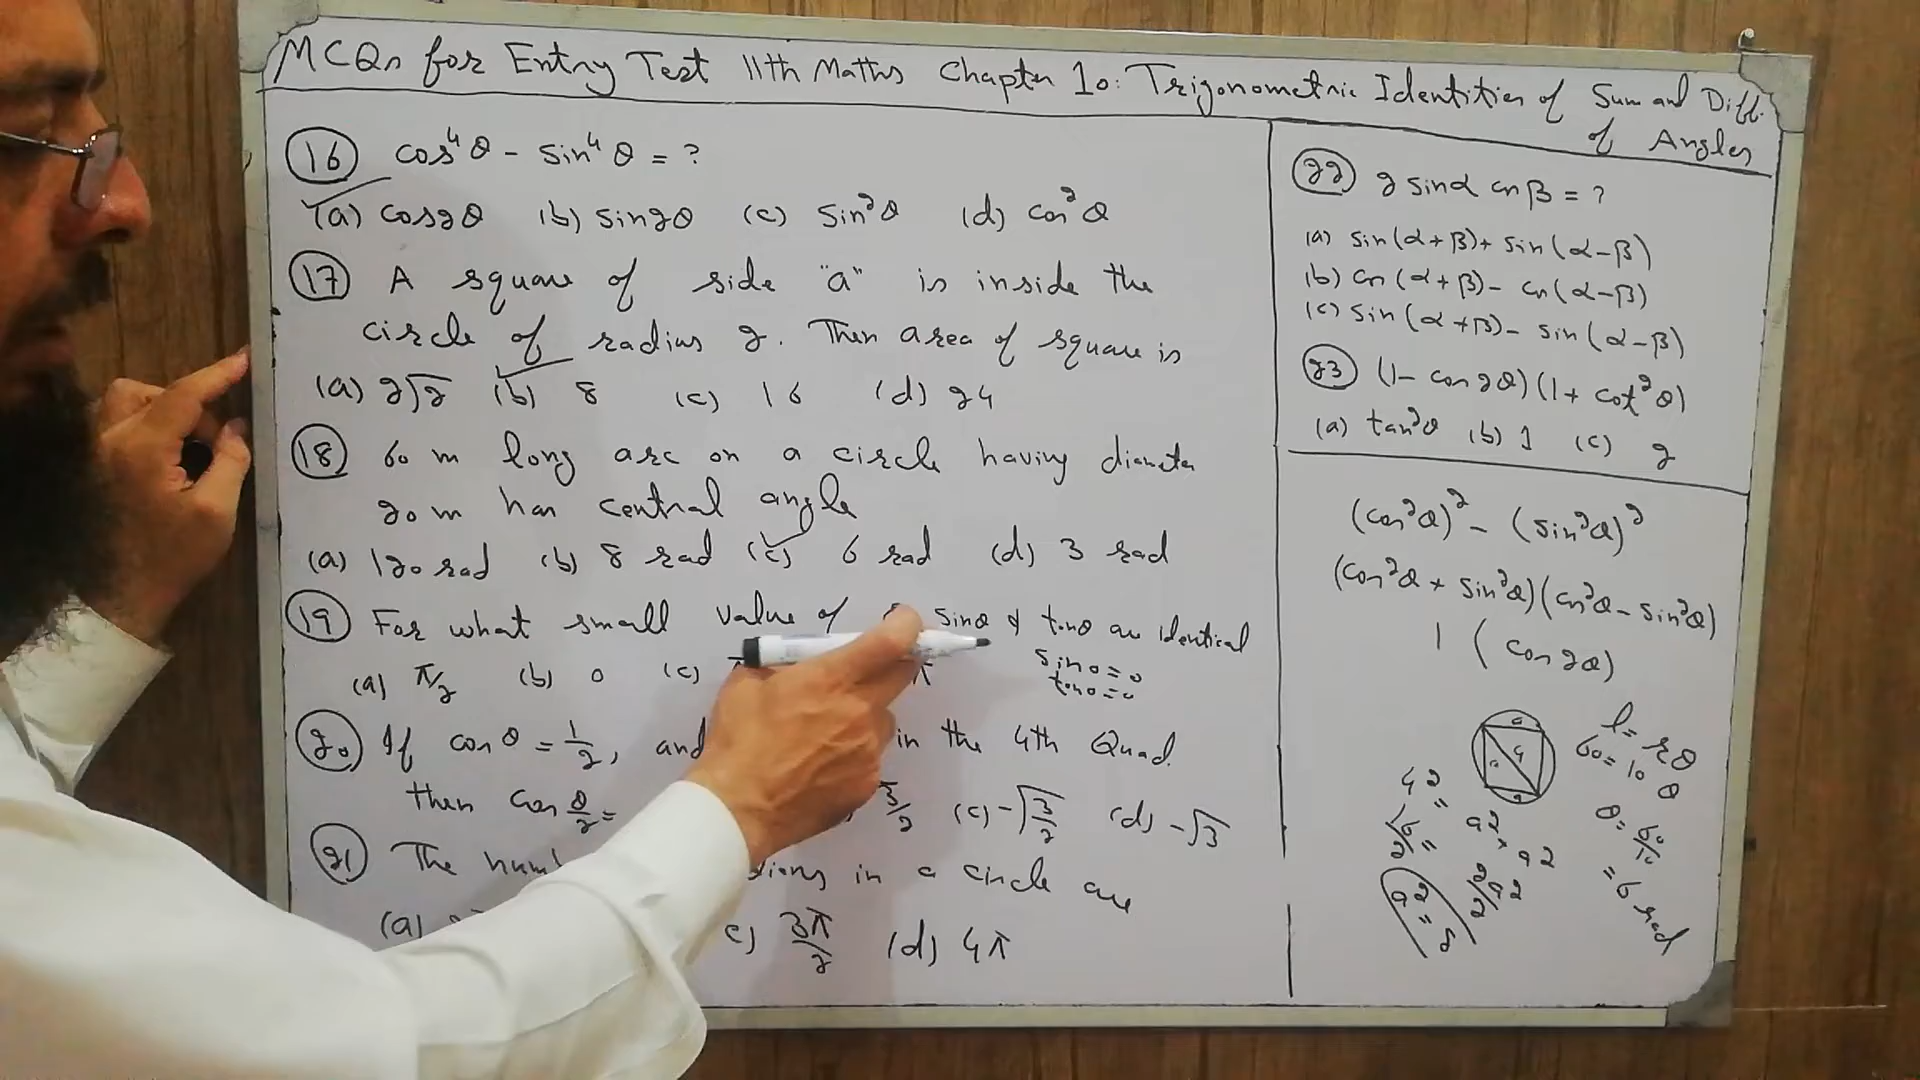 MCQs for Entry Test 11th Maths Chapter 10: Trigonometric Identities of Sum and Diff. of Angles
(16) cos⁴θ - sin⁴θ = ?
(a) cos2θ (b) sin2θ (c) sin²θ (d) cos²θ
(17) A square of side "a" is inside the
circle of radius 2. Then area of square is
(a) 2√2 (b) 8 (c) 16 (d) 24
(18) 60 m long arc on a circle having diameter
20 m has central angle
(a) 120 rad (b) 8 rad (c) 6 rad (d) 3 rad
(19) For what small value of sinθ & tanθ are identical
(a) π/2 (b) 0 (c)
sin0=0
tan0=0
(20) If cosθ = 1/2, and in the 4th Quad.
then cos θ/2 = (c) -√3/2 (d) -√3
(21) The in a circle are
(a) c) 3π/2 (d) 4π
(22) 2 sinα cosβ = ?
(a) sin(α+β) + sin(α-β)
(b) cos(α+β) - cos(α-β)
(c) sin(α+β) - sin(α-β)
(23) (1 - cos2θ)(1 + cot²θ)
(a) tan²θ (b) 1 (c) 2
(cos²θ)² - (sin²θ)²
(cos²θ + sin²θ)(cos²θ - sin²θ)
1 (cos2θ)
a
a 4
a
4² = a² + a²
16/2 = 2a²/2
a² = 8
l = rθ
60 = 10 θ
θ = 60/10
= 6 rad